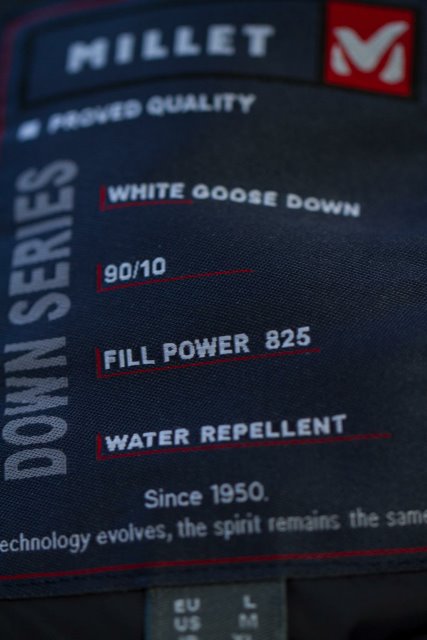 MILLET
PROVED QUALITY
DOWN SERIES
WHITE GOOSE DOWN
90/10
FILL POWER 825
WATER REPELLENT
Since 1950.
echnology evolves, the spirit remains the same
EU L
US M